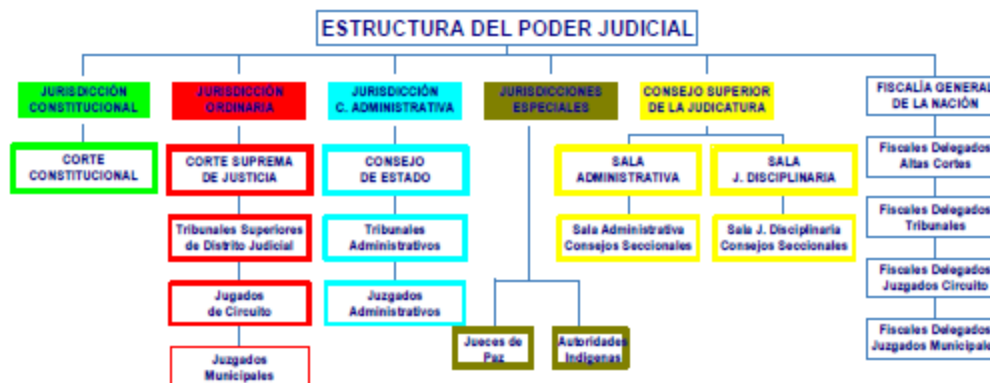 ESTRUCTURA DEL PODER JUDICIAL
JURISDICCIÓN
CONSTITUCIONAL
JURISDICCIÓN
ORDINARIA
JURISDICCIÓN
C. ADMINISTRATIVA
JURISDICCIONES
ESPECIALES
CONSEJO SUPERIOR
DE LA JUDICATURA
FISCALÍA GENERAL
DE LA NACIÓN
CORTE
CONSTITUCIONAL
CORTE SUPREMA
DE JUSTICIA
CONSEJO
DE ESTADO
SALA
ADMINISTRATIVA
SALA
J. DISCIPLINARIA
Fiscales Delegados
Altas Cortes
Tribunales Superiores
de Distrito Judicial
Tribunales
Administrativos
Sala Administrativa
Consejos Seccionales
Sala J. Disciplinaria
Consejos Seccionales
Fiscales Delegados
Tribunales
Jugados
de Circuito
Juzgados
Administrativos
Fiscales Delegados
Juzgados Circuito
Jueces de
Paz
Autoridades
Indígenas
Fiscales Delegados
Juzgados Municipales
Juzgados
Municipales